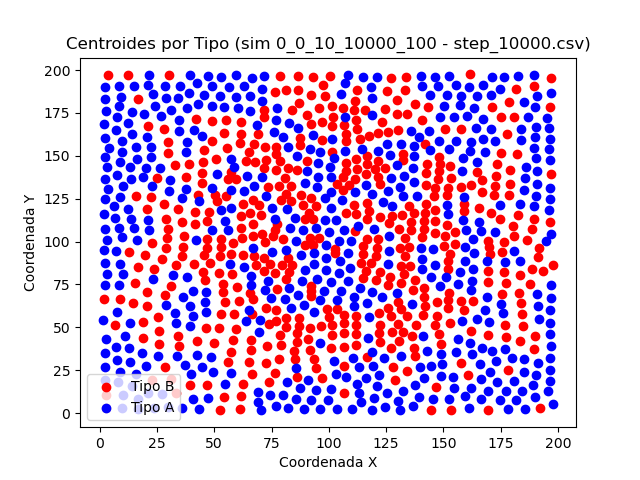 Centroides por Tipo (sim 0_0_10_10000_100 - step_10000.csv)
200
175
150
125
100
75
50
25
0
Coordenada Y
Tipo B
Tipo A
0 25 50 75 100 125 150 175 200
Coordenada X